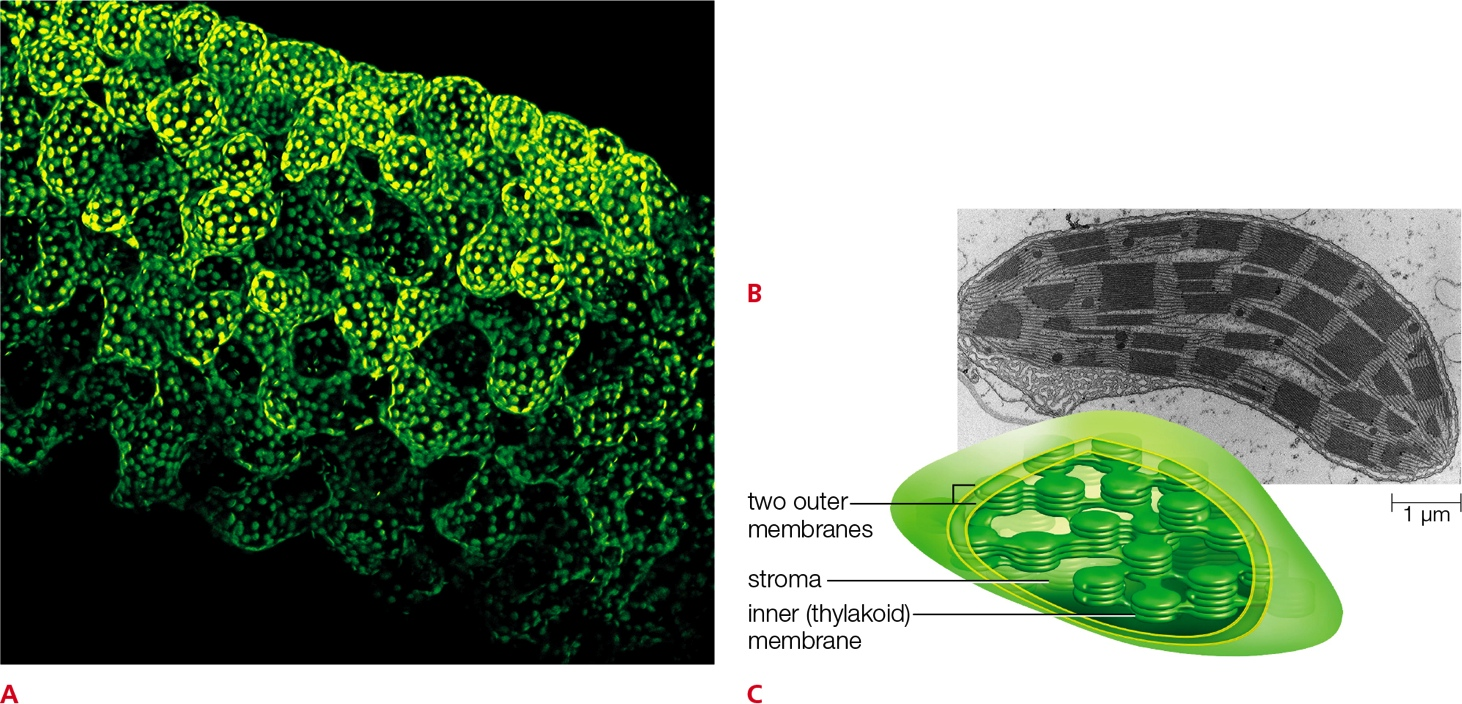 A
B
C
two outer
membranes
stroma
inner (thylakoid)
membrane
1 µm